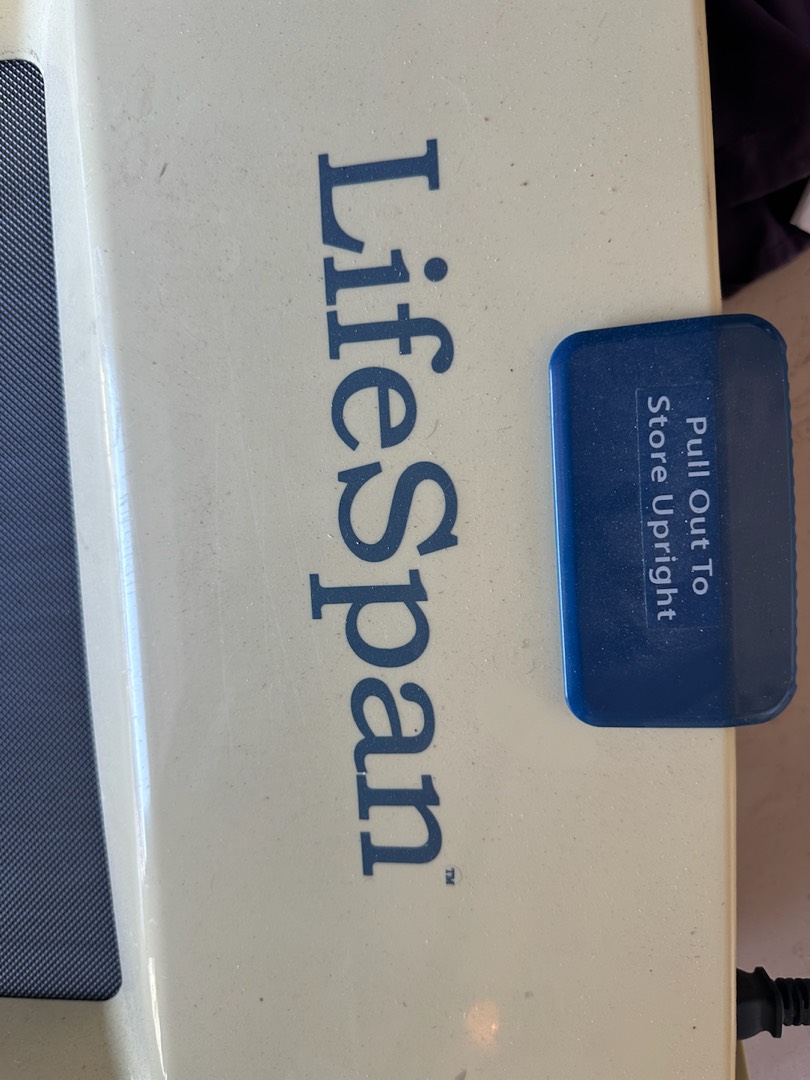 LifeSpan™
Pull Out To
Store Upright